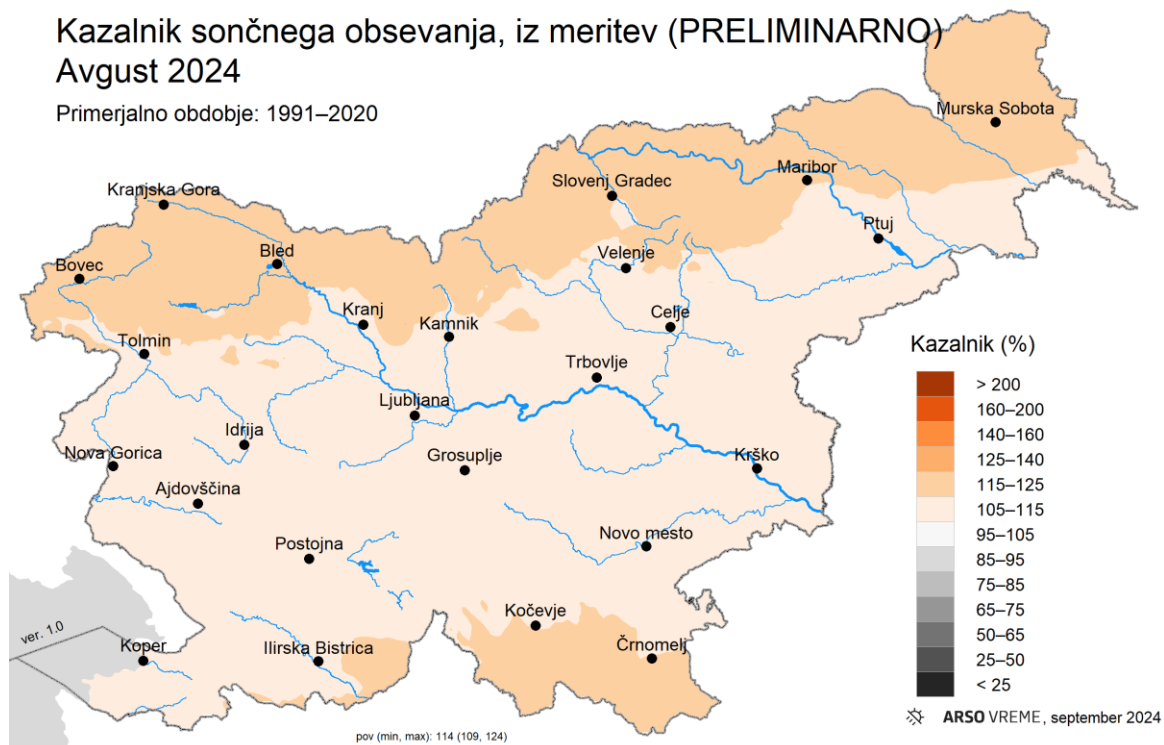 Kazalnik sončnega obsevanja, iz meritev (PRELIMINARNO)
Avgust 2024
Primerjalno obdobje: 1991–2020
Murska Sobota
Maribor
Slovenj Gradec
Kranjska Gora
Ptuj
Bled
Velenje
Bovec
Kranj
Kamnik
Celje
Tolmin
Trbovlje
Ljubljana
Idrija
Nova Gorica
Grosuplje
Krško
Ajdovščina
Novo mesto
Postojna
Kočevje
Koper
Ilirska Bistrica
Črnomelj
ver. 1.0
Kazalnik (%)
> 200
160–200
140–160
125–140
115–125
105–115
95–105
85–95
75–85
65–75
50–65
25–50
< 25
ARSO VREME, september 2024
pov (min, max): 114 (109, 124)